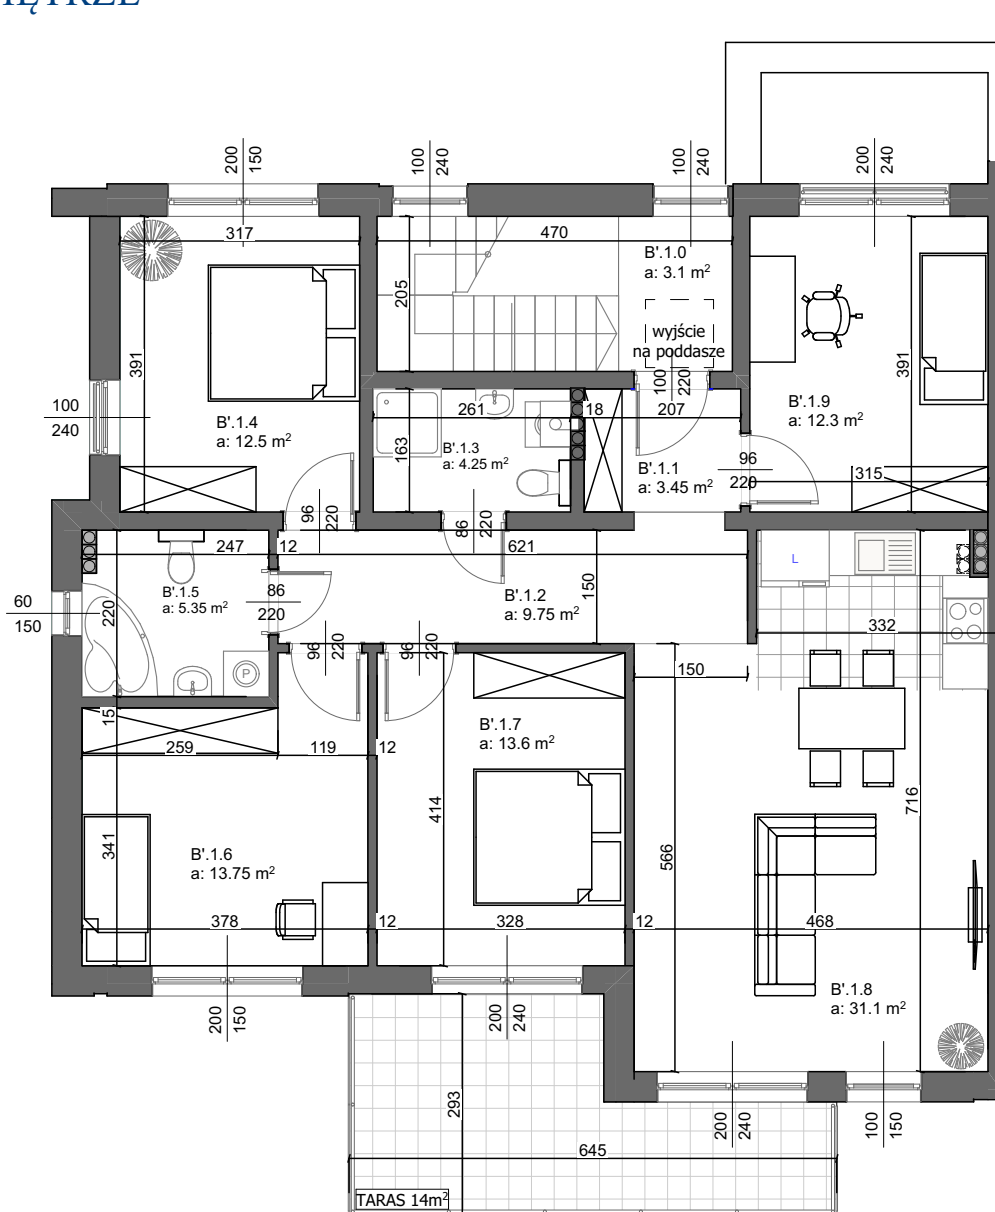 200
150
100
240
100
240
200
240
317
470
B'.1.0
a: 3.1 m²
205
wyjście
na poddasze
391
391
100
220
100
240
B'.1.4
a: 12.5 m²
261
18
207
B'.1.9
a: 12.3 m²
163
B'.1.3
a: 4.25 m²
B'.1.1
a: 3.45 m²
96
220
315
96
220
86
220
247
12
621
L
B'.1.5
a: 5.35 m²
86
220
B'.1.2
a: 9.75 m²
150
60
150
220
332
96
220
96
220
150
P
15
B'.1.7
a: 13.6 m²
259
119
12
414
716
341
566
B'.1.6
a: 13.75 m²
378
12
328
12
468
B'.1.8
a: 31.1 m²
200
150
200
240
293
200
240
100
150
645
TARAS 14m²